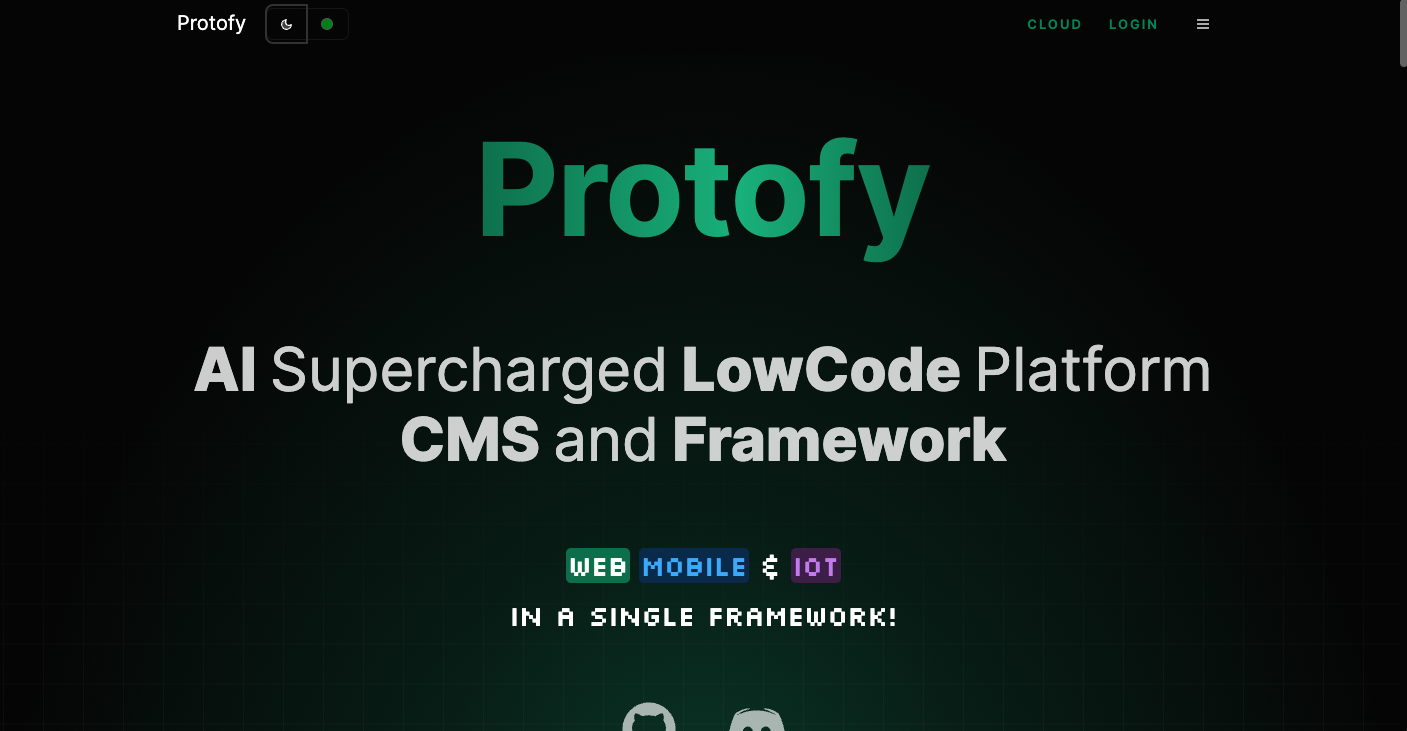 Protofy
CLOUD LOGIN
Protofy
AI Supercharged LowCode Platform
CMS and Framework
WEB MOBILE & IOT
IN A SINGLE FRAMEWORK!